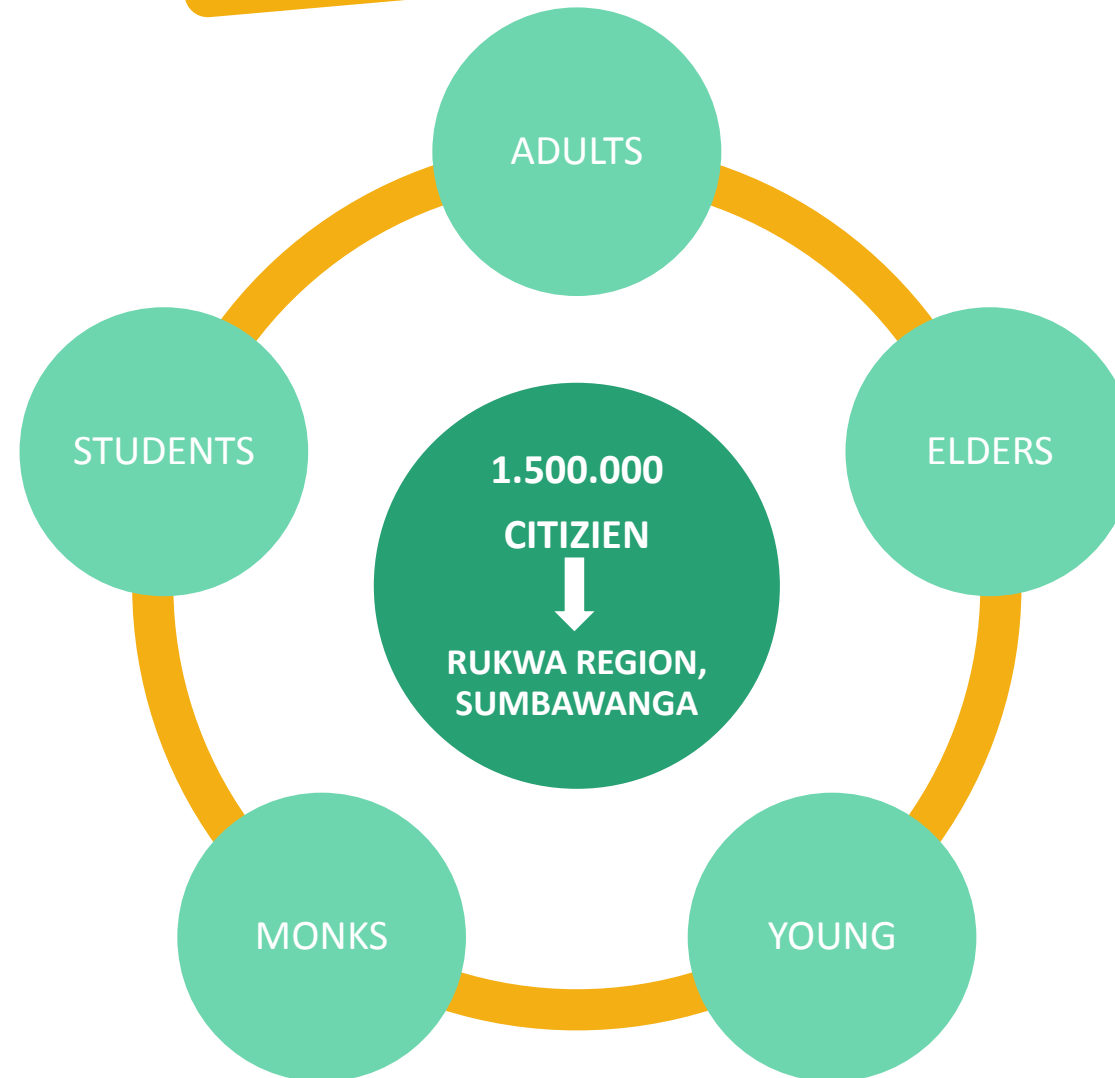 ADULTS
STUDENTS
ELDERS
1.500.000
CITIZIEN
RUKWA REGION,
SUMBAWANGA
MONKS
YOUNG